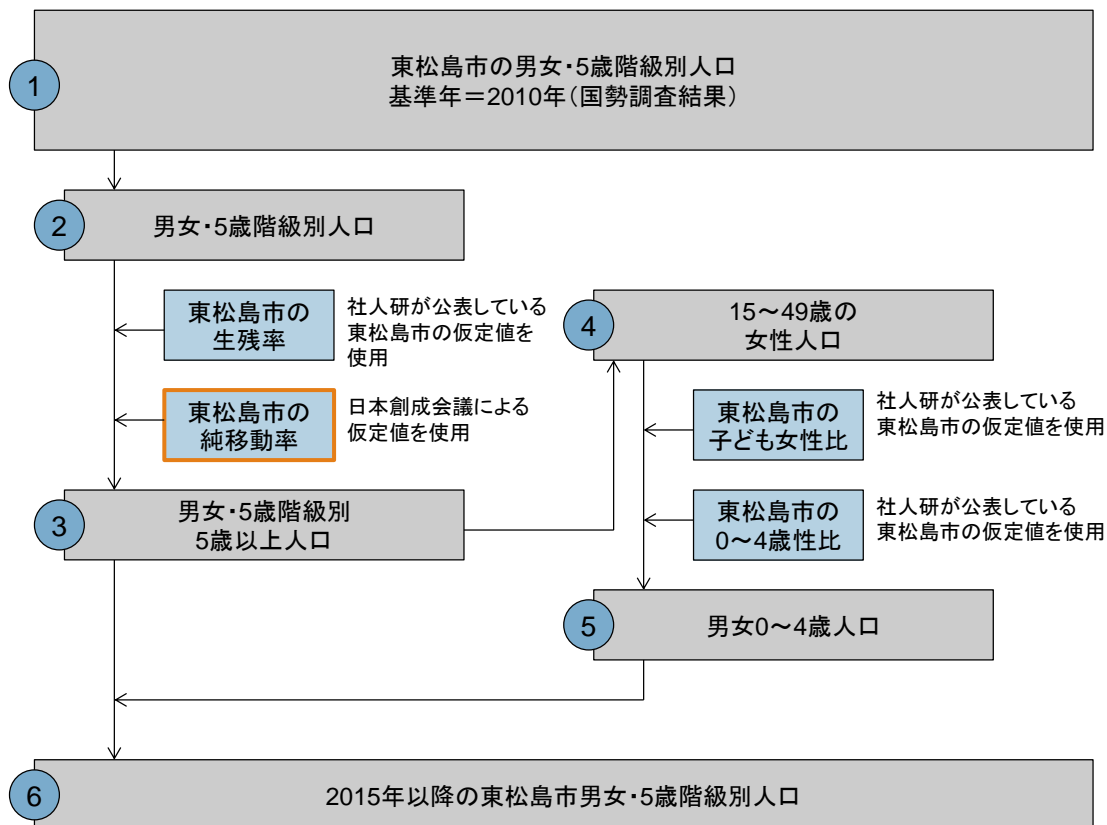 1
東松島市の男女・5歳階級別人口
基準年＝2010年（国勢調査結果）
2
男女・5歳階級別人口
東松島市の
生残率
社人研が公表している
東松島市の仮定値を
使用
東松島市の
純移動率
日本創成会議による
仮定値を使用
3
男女・5歳階級別
5歳以上人口
4
15～49歳の
女性人口
東松島市の
子ども女性比
社人研が公表している
東松島市の仮定値を使用
東松島市の
0～4歳性比
社人研が公表している
東松島市の仮定値を使用
5
男女0～4歳人口
6
2015年以降の東松島市男女・5歳階級別人口